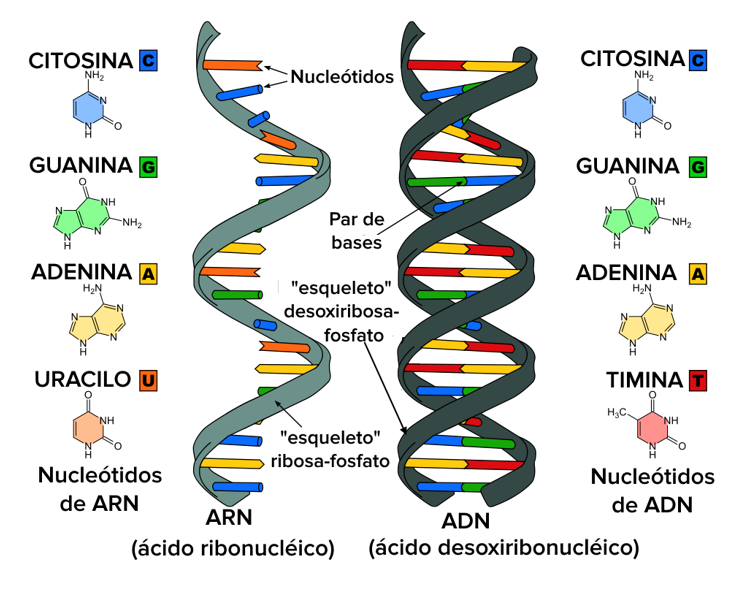 CITOSINA C
NH₂
N
N
H
O
GUANINA G
O
N
NH
N
H
N
NH₂
ADENINA A
H₂N
N
N
N
H
N
URACILO U
O
NH
N
H
O
Nucleótidos
de ARN
Nucleótidos
Par de
bases
"esqueleto"
desoxiribosa-
fosfato
"esqueleto"
ribosa-fosfato
ARN
(ácido ribonucléico)
ADN
(ácido desoxiribonucléico)
CITOSINA C
NH₂
N
N
H
O
GUANINA G
O
N
NH
N
H
N
NH₂
ADENINA A
H₂N
N
N
N
H
N
TIMINA T
O
H₃C
NH
N
H
O
Nucleótidos
de ADN